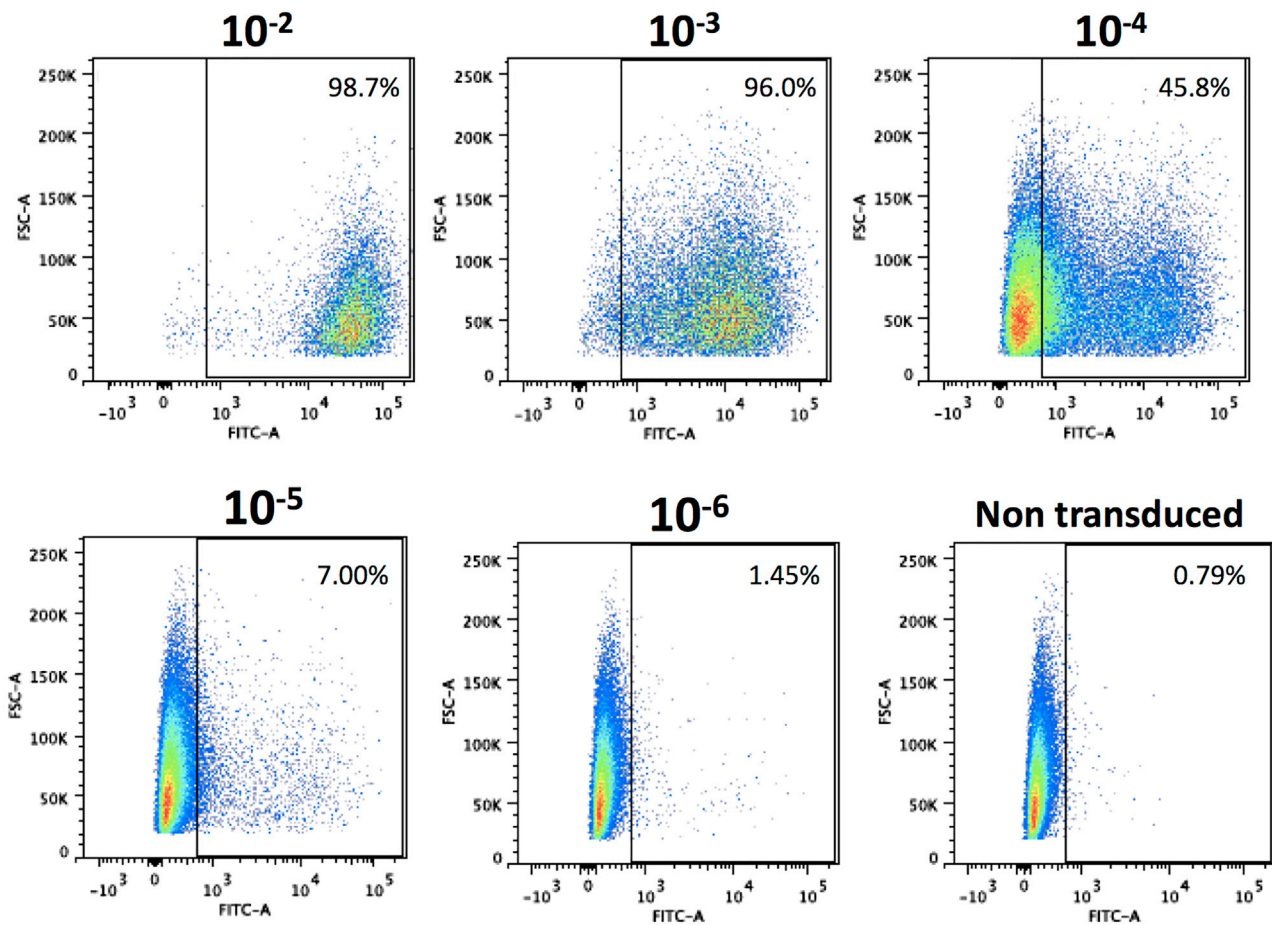 10⁻² 10⁻³ 10⁻⁴
98.7% 96.0% 45.8%
250K 250K 250K
200K 200K 200K
150K 150K 150K
100K 100K 100K
50K 50K 50K
0 0 0
FSC-A FSC-A FSC-A
-10³ 0 10³ 10⁴ 10⁵ -10³ 0 10³ 10⁴ 10⁵ -10³ 0 10³ 10⁴ 10⁵
FITC-A FITC-A FITC-A
10⁻⁵ 10⁻⁶ Non transduced
7.00% 1.45% 0.79%
250K 250K 250K
200K 200K 200K
150K 150K 150K
100K 100K 100K
50K 50K 50K
0 0 0
FSC-A FSC-A FSC-A
-10³ 0 10³ 10⁴ 10⁵ -10³ 0 10³ 10⁴ 10⁵ -10³ 0 10³ 10⁴ 10⁵
FITC-A FITC-A FITC-A